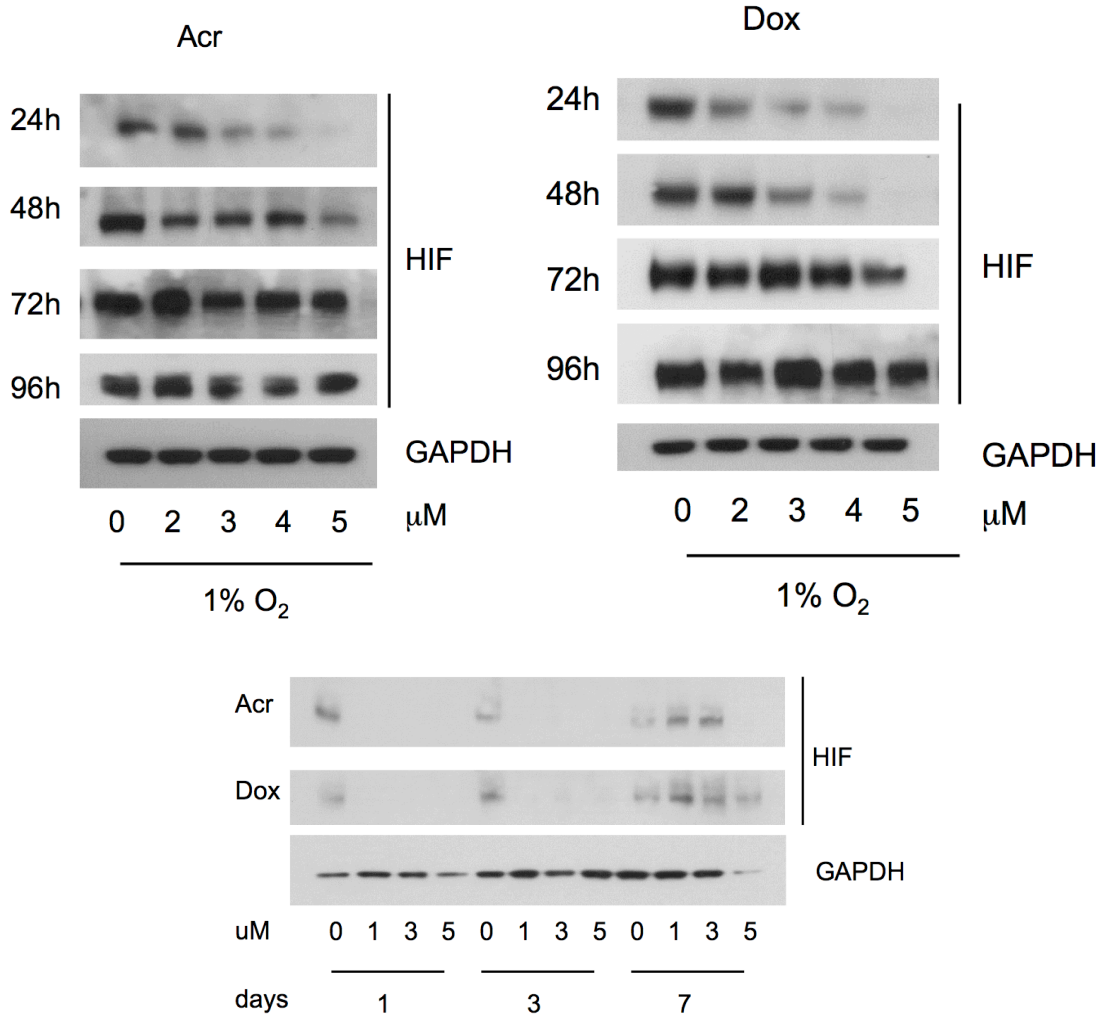 Acr
24h
48h
72h
96h
HIF
GAPDH
0 2 3 4 5 μM
1% O₂
Dox
24h
48h
72h
96h
HIF
GAPDH
0 2 3 4 5 μM
1% O₂
Acr
Dox
HIF
GAPDH
uM 0 1 3 5 0 1 3 5 0 1 3 5
days 1 3 7